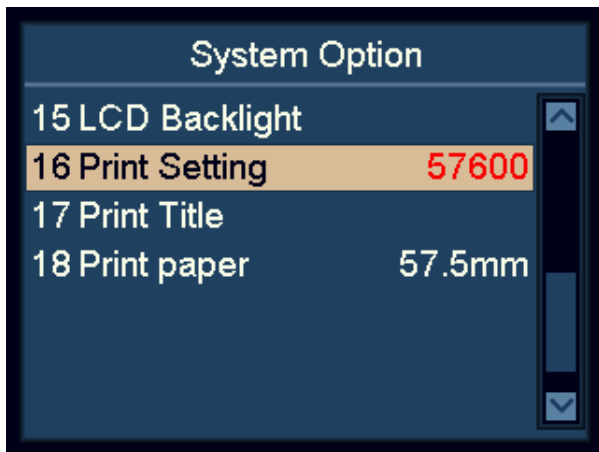 System Option
15 LCD Backlight
16 Print Setting 57600
17 Print Title
18 Print paper 57.5mm